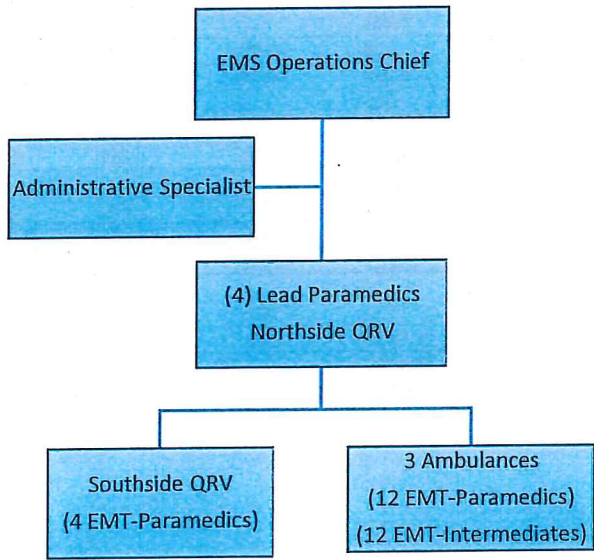 EMS Operations Chief
Administrative Specialist
(4) Lead Paramedics
Northside QRV
Southside QRV
(4 EMT-Paramedics)
3 Ambulances
(12 EMT-Paramedics)
(12 EMT-Intermediates)